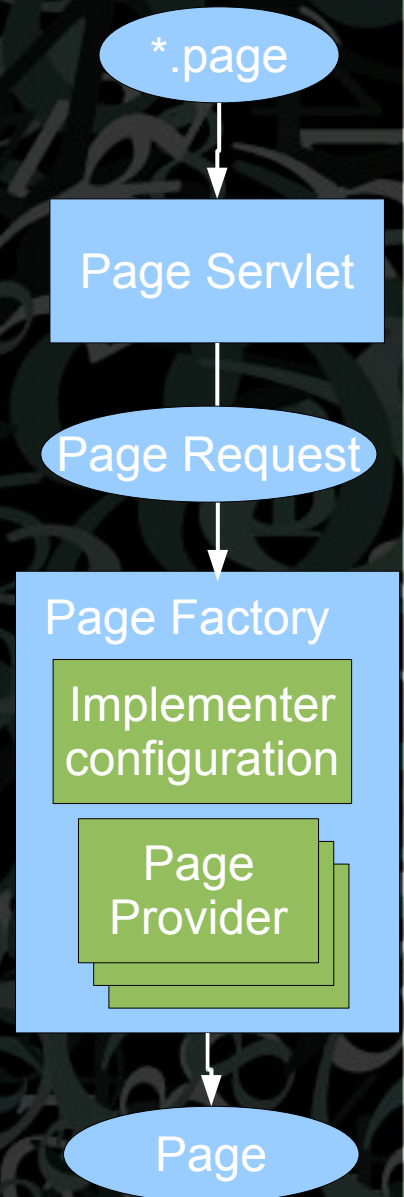 *.page
Page Servlet
Page Request
Page Factory
Implementer
configuration
Page
Provider
Page